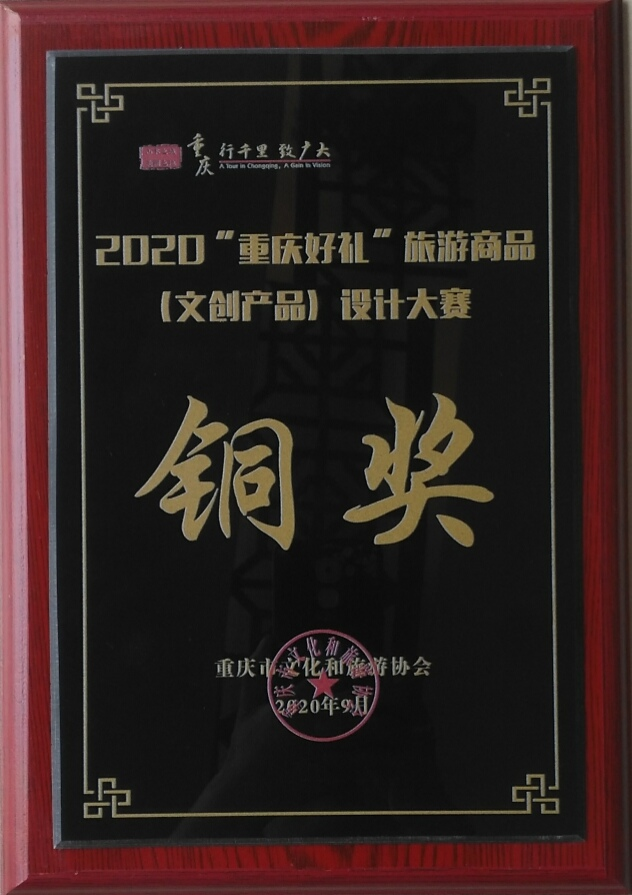 重庆 行千里 致广大
A Tour in Chongqing, A Gain in Vision
2020“重庆好礼”旅游商品
(文创产品)设计大赛
铜奖
重庆市文化和旅游协会
2020年9月